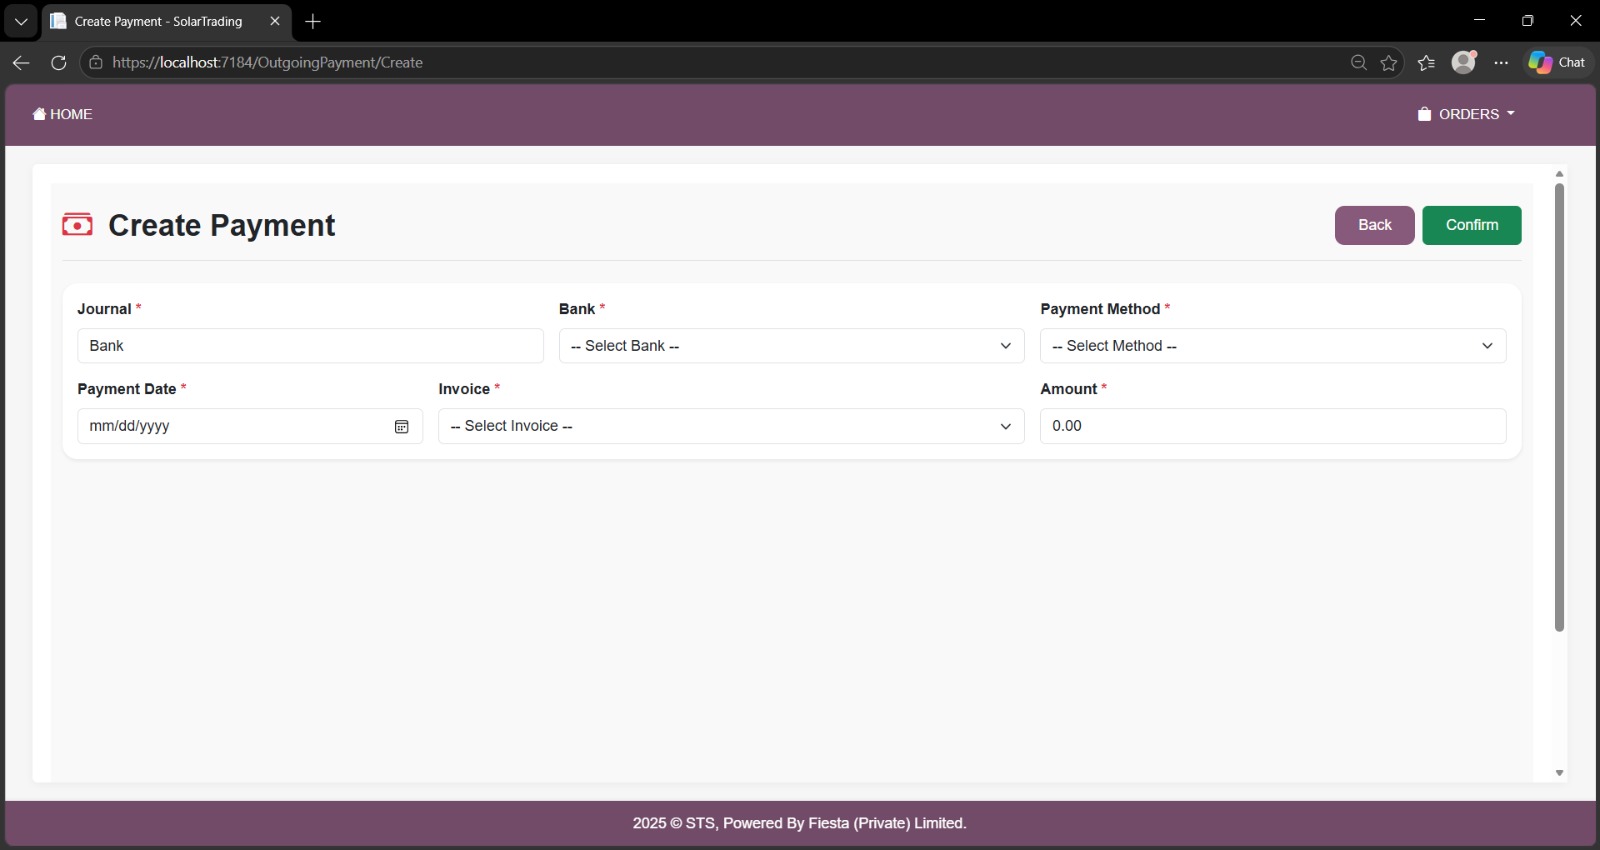 Create Payment - SolarTrading
https://localhost:7184/OutgoingPayment/Create
Chat
HOME
ORDERS
Create Payment
Back
Confirm
Journal *
Bank *
Payment Method *
Bank
-- Select Bank --
-- Select Method --
Payment Date *
Invoice *
Amount *
mm/dd/yyyy
-- Select Invoice --
0.00
2025 © STS, Powered By Fiesta (Private) Limited.